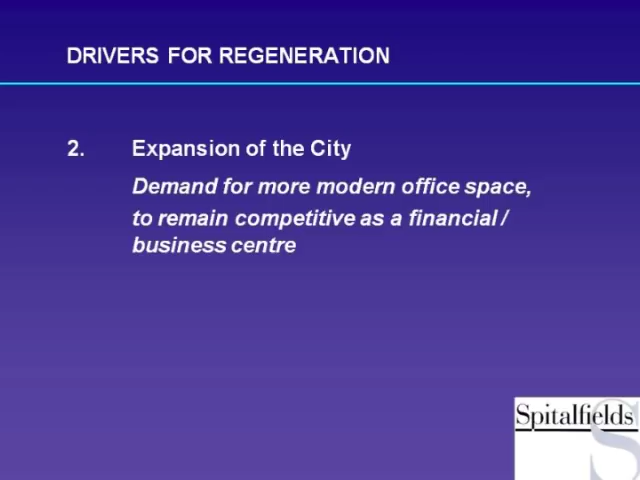 DRIVERS FOR REGENERATION
2. Expansion of the City
Demand for more modern office space,
to remain competitive as a financial /
business centre
Spitalfields
S